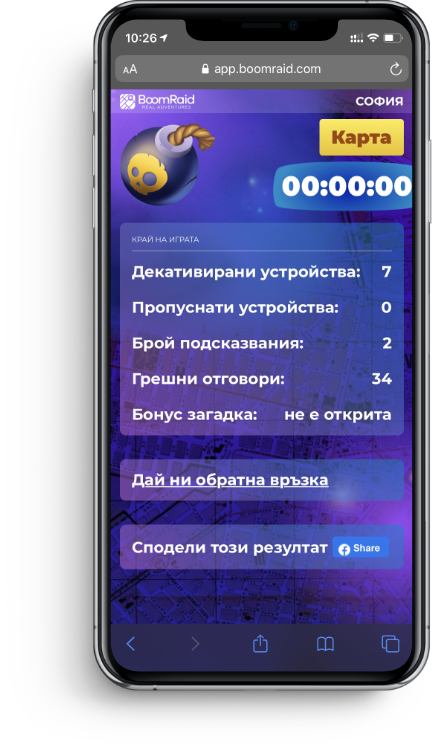 10:26
AA
app.boomraid.com
BoomRaid
REAL ADVENTURES
СОФИЯ
Карта
00:00:00
КРАЙ НА ИГРАТА
Декативирани устройства: 7
Пропуснати устройства: 0
Брой подсказвания: 2
Грешни отговори: 34
Бонус загадка: не е открита
Дай ни обратна връзка
Сподели този резултат Share